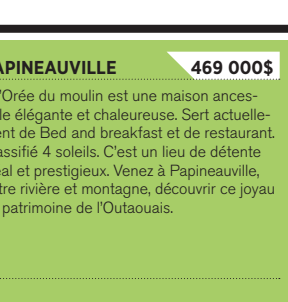 APINEAUVILLE 469 000$
'Orée du moulin est une maison ances-
le élégante et chaleureuse. Sert actuelle-
ent de Bed and breakfast et de restaurant.
assifié 4 soleils. C'est un lieu de détente
éal et prestigieux. Venez à Papineauville,
tre rivière et montagne, découvrir ce joyau
patrimoine de l'Outaouais.